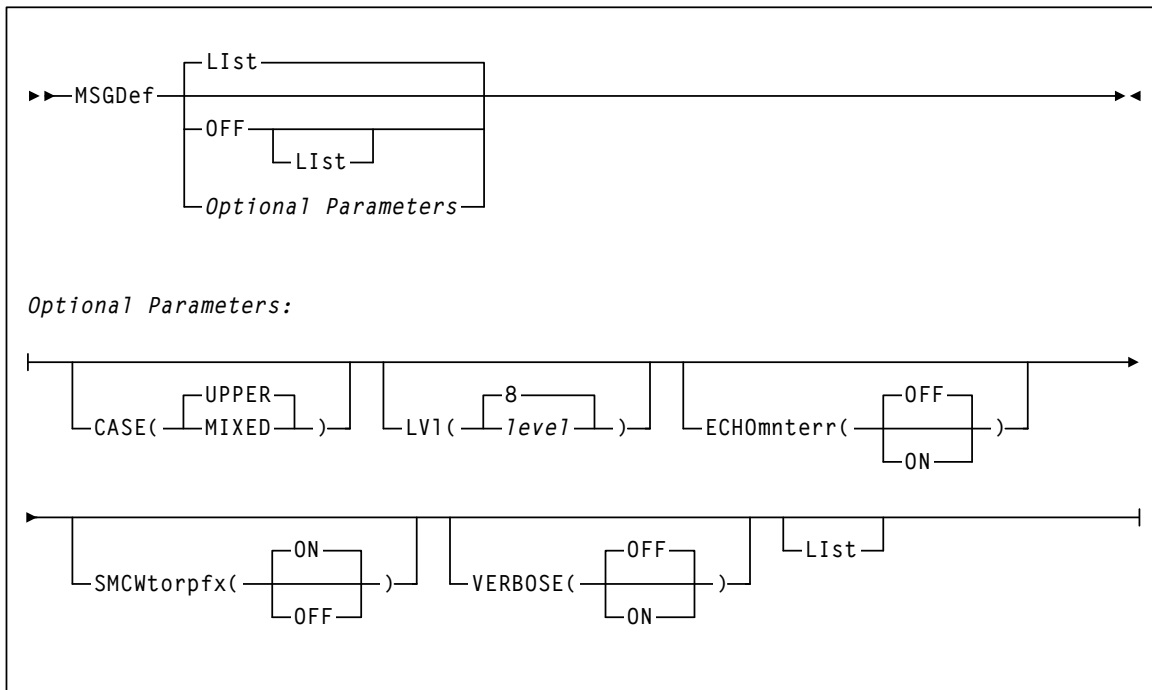 LIst
MSGDef
OFF
LIst
Optional Parameters
Optional Parameters:
UPPER 8 OFF
CASE( MIXED ) LVl( level ) ECHOmnterr( )
ON
ON OFF LIst
SMCWtorpfx( ) VERBOSE( )
OFF ON